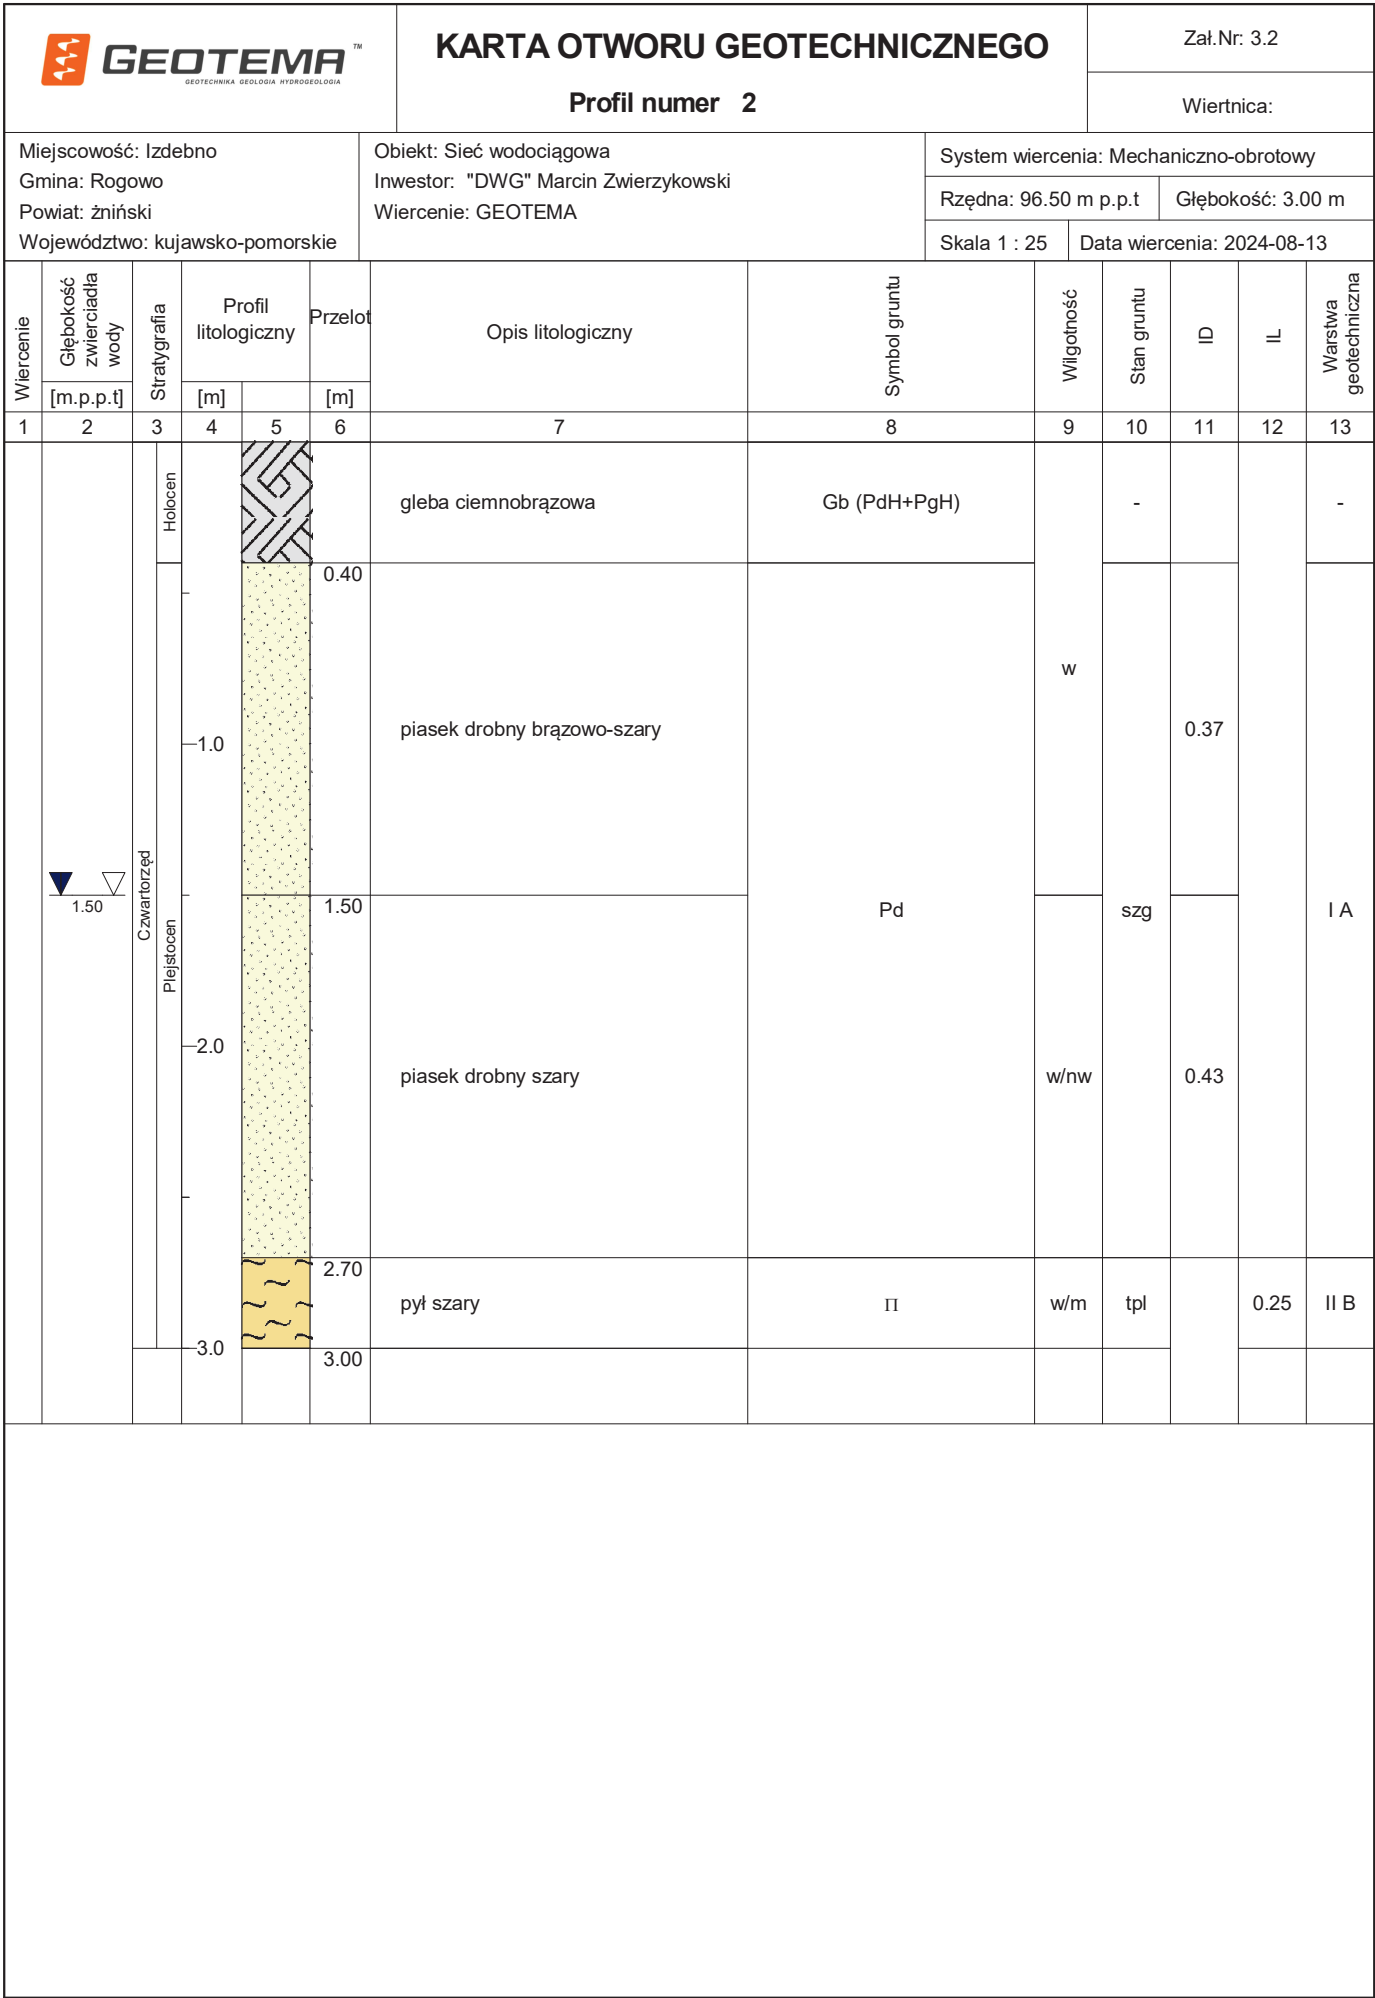 GEOTEMA™
GEOTECHNIKA GEOLOGIA HYDROGEOLOGIA
KARTA OTWORU GEOTECHNICZNEGO
Profil numer 2
Zał.Nr: 3.2
Wiertnica:
Miejscowość: Izdebno
Gmina: Rogowo
Powiat: żniński
Województwo: kujawsko-pomorskie
Obiekt: Sieć wodociągowa
Inwestor: "DWG" Marcin Zwierzykowski
Wiercenie: GEOTEMA
System wiercenia: Mechaniczno-obrotowy
Rzędna: 96.50 m p.p.t
Głębokość: 3.00 m
Skala 1 : 25
Data wiercenia: 2024-08-13
Wiercenie
Głębokość
zwierciadła
wody
[m.p.p.t]
Stratygrafia
Profil
litologiczny
[m]
Przelot
[m]
Opis litologiczny
Symbol gruntu
Wilgotność
Stan gruntu
ID
IL
Warstwa
geotechniczna
1 2 3 4 5 6 7 8 9 10 11 12 13
Holocen
gleba ciemnobrązowa
Gb (PdH+PgH)
-
-
0.40
w
1.0
piasek drobny brązowo-szary
0.37
Czwartorzęd
Plejstocen
1.50
1.50
Pd
szg
I A
2.0
piasek drobny szary
w/nw
0.43
2.70
pył szary
Π
w/m
tpl
0.25
II B
3.0
3.00